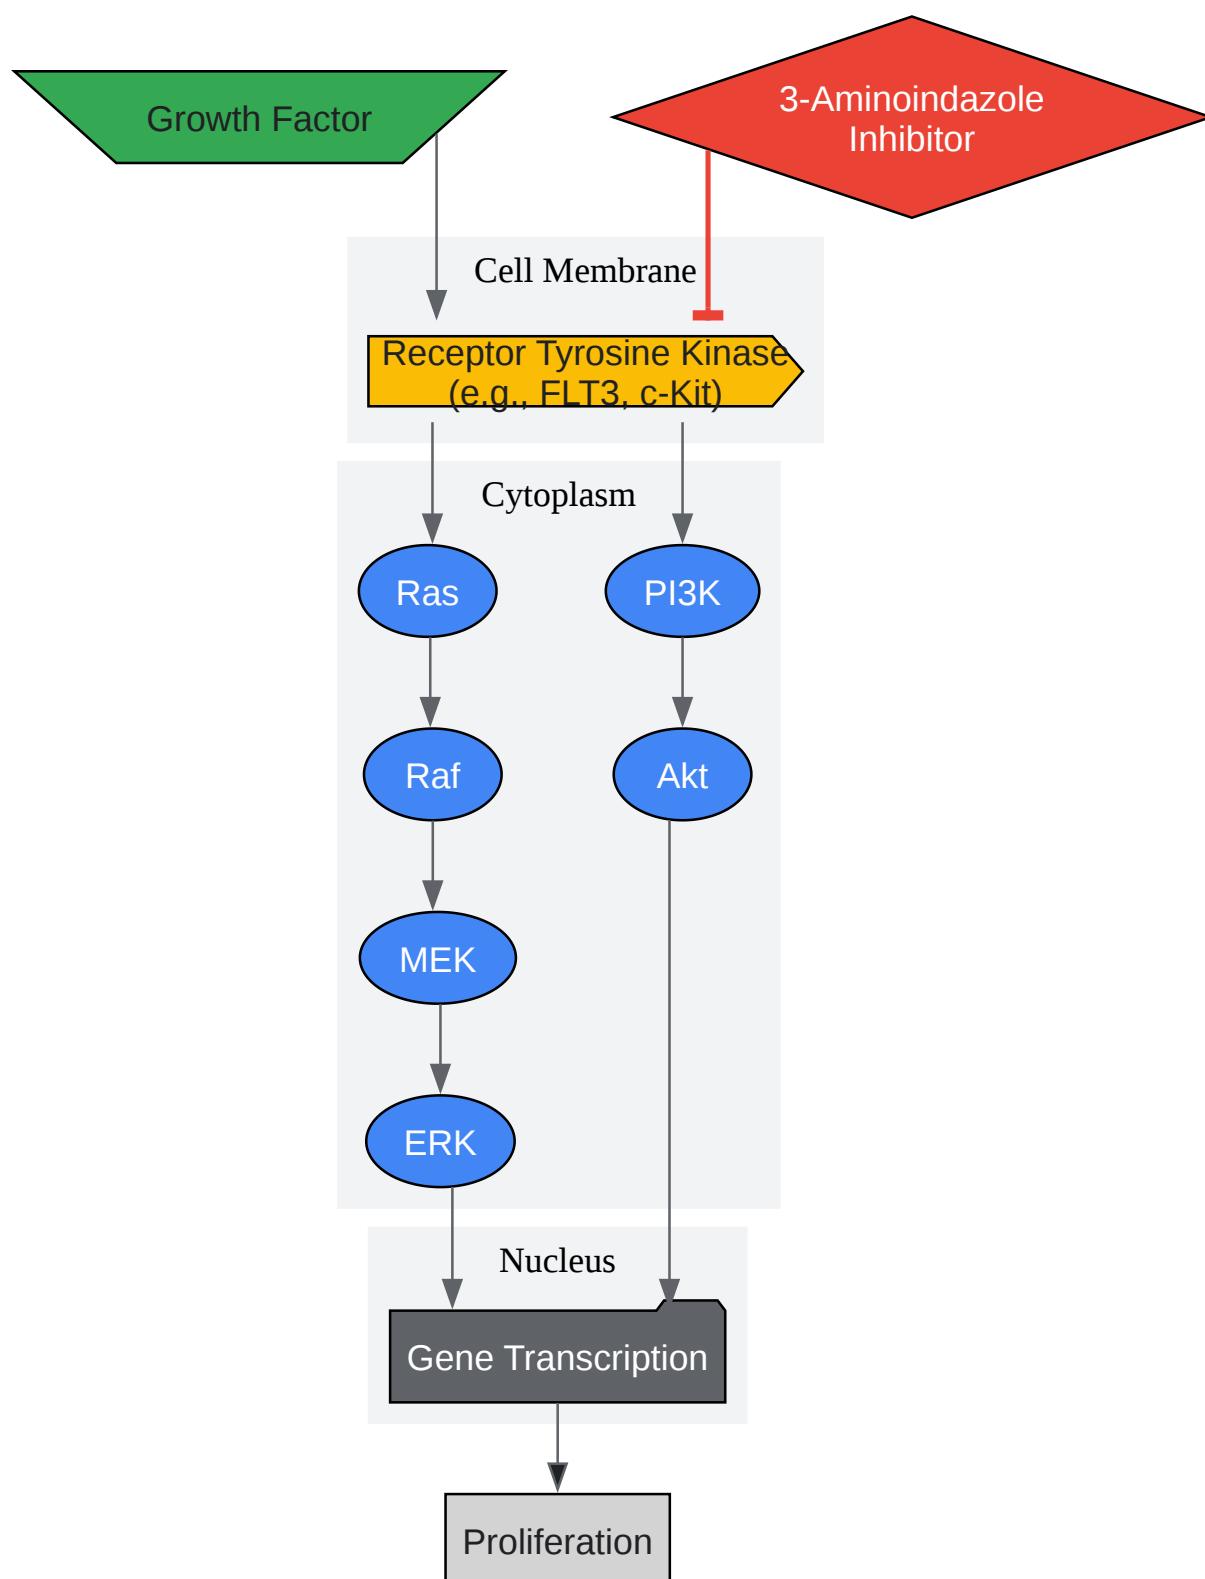 Growth Factor
3-Aminoindazole
Inhibitor
Cell Membrane
Receptor Tyrosine Kinase
(e.g., FLT3, c-Kit)
Cytoplasm
Ras
PI3K
Raf
Akt
MEK
ERK
Nucleus
Gene Transcription
Proliferation